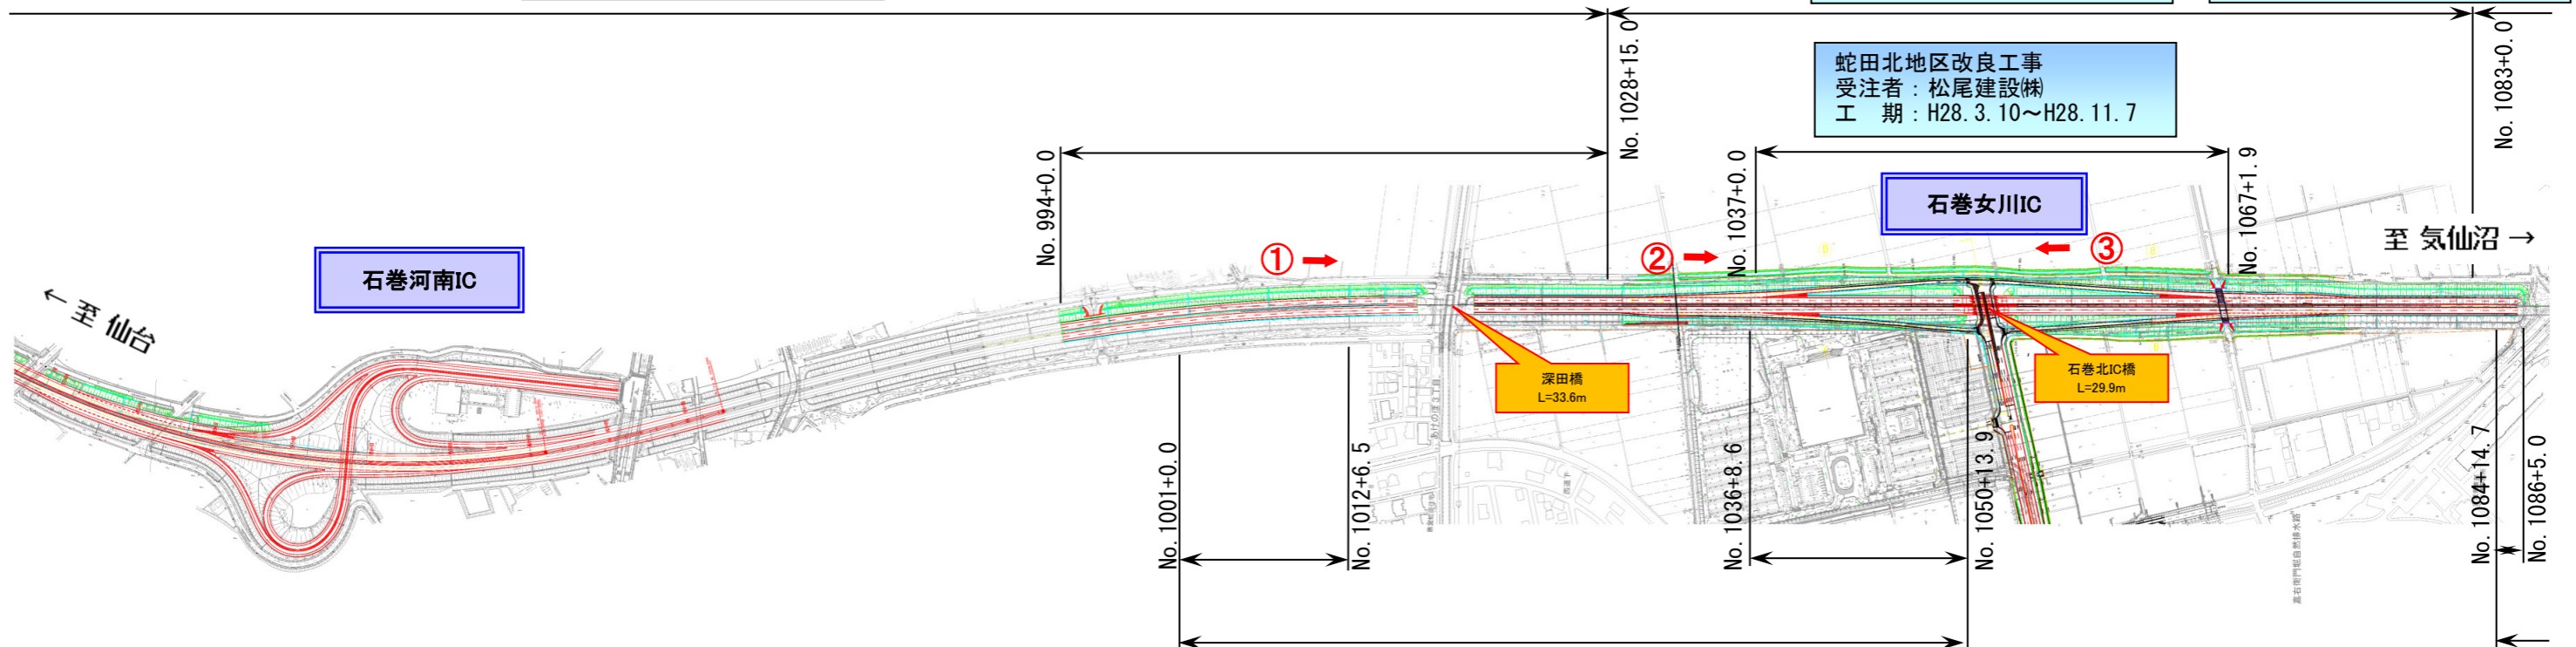 No. 1028+15.0
No. 1083+0.0
蛇田北地区改良工事
受注者：松尾建設㈱
工　期：H28.3.10～H28.11.7
No. 994+0.0
No. 1037+0.0
No. 1067+1.9
石巻女川IC
石巻河南IC
① ➡
② ➡
⬅ ③
至 気仙沼 →
← 至 仙台
深田橋
L=33.6m
石巻北IC橋
L=29.9m
No. 1001+0.0
No. 1012+6.5
No. 1036+8.6
No. 1050+13.9
No. 1084+14.7
No. 1086+5.0